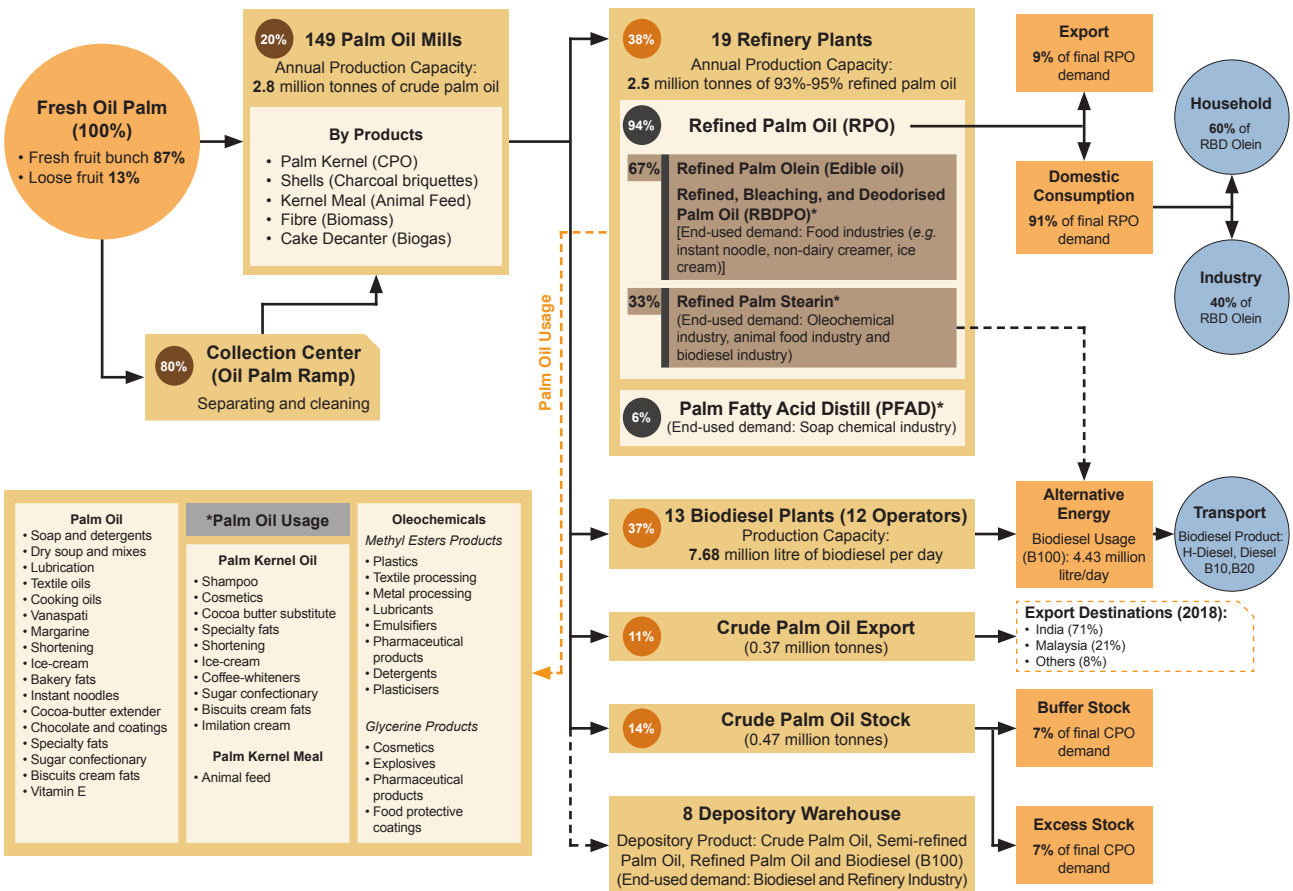 Fresh Oil Palm
(100%)
• Fresh fruit bunch 87%
• Loose fruit 13%
20%
149 Palm Oil Mills
Annual Production Capacity:
2.8 million tonnes of crude palm oil
By Products
• Palm Kernel (CPO)
• Shells (Charcoal briquettes)
• Kernel Meal (Animal Feed)
• Fibre (Biomass)
• Cake Decanter (Biogas)
80%
Collection Center
(Oil Palm Ramp)
Separating and cleaning
38%
19 Refinery Plants
Annual Production Capacity:
2.5 million tonnes of 93%-95% refined palm oil
94%
Refined Palm Oil (RPO)
67%
Refined Palm Olein (Edible oil)
Refined, Bleaching, and Deodorised
Palm Oil (RBDPO)*
[End-used demand: Food industries (e.g.
instant noodle, non-dairy creamer, ice
cream)]
33%
Refined Palm Stearin*
(End-used demand: Oleochemical
industry, animal food industry and
biodiesel industry)
6%
Palm Fatty Acid Distill (PFAD)*
(End-used demand: Soap chemical industry)
Export
9% of final RPO
demand
Domestic
Consumption
91% of final RPO
demand
Household
60% of
RBD Olein
Industry
40% of
RBD Olein
Palm Oil Usage
37%
13 Biodiesel Plants (12 Operators)
Production Capacity:
7.68 million litre of biodiesel per day
Alternative
Energy
Biodiesel Usage
(B100): 4.43 million
litre/day
Transport
Biodiesel Product:
H-Diesel, Diesel
B10,B20
11%
Crude Palm Oil Export
(0.37 million tonnes)
Export Destinations (2018):
• India (71%)
• Malaysia (21%)
• Others (8%)
14%
Crude Palm Oil Stock
(0.47 million tonnes)
Buffer Stock
7% of final CPO
demand
Excess Stock
7% of final CPO
demand
8 Depository Warehouse
Depository Product: Crude Palm Oil, Semi-refined
Palm Oil, Refined Palm Oil and Biodiesel (B100)
(End-used demand: Biodiesel and Refinery Industry)
Palm Oil
• Soap and detergents
• Dry soup and mixes
• Lubrication
• Textile oils
• Cooking oils
• Vanaspati
• Margarine
• Shortening
• Ice-cream
• Bakery fats
• Instant noodles
• Cocoa-butter extender
• Chocolate and coatings
• Specialty fats
• Sugar confectionary
• Biscuits cream fats
• Vitamin E
*Palm Oil Usage
Palm Kernel Oil
• Shampoo
• Cosmetics
• Cocoa butter substitute
• Specialty fats
• Shortening
• Ice-cream
• Coffee-whiteners
• Sugar confectionary
• Biscuits cream fats
• Imilation cream
Palm Kernel Meal
• Animal feed
Oleochemicals
Methyl Esters Products
• Plastics
• Textile processing
• Metal processing
• Lubricants
• Emulsifiers
• Pharmaceutical
products
• Detergents
• Plasticisers
Glycerine Products
• Cosmetics
• Explosives
• Pharmaceutical
products
• Food protective
coatings